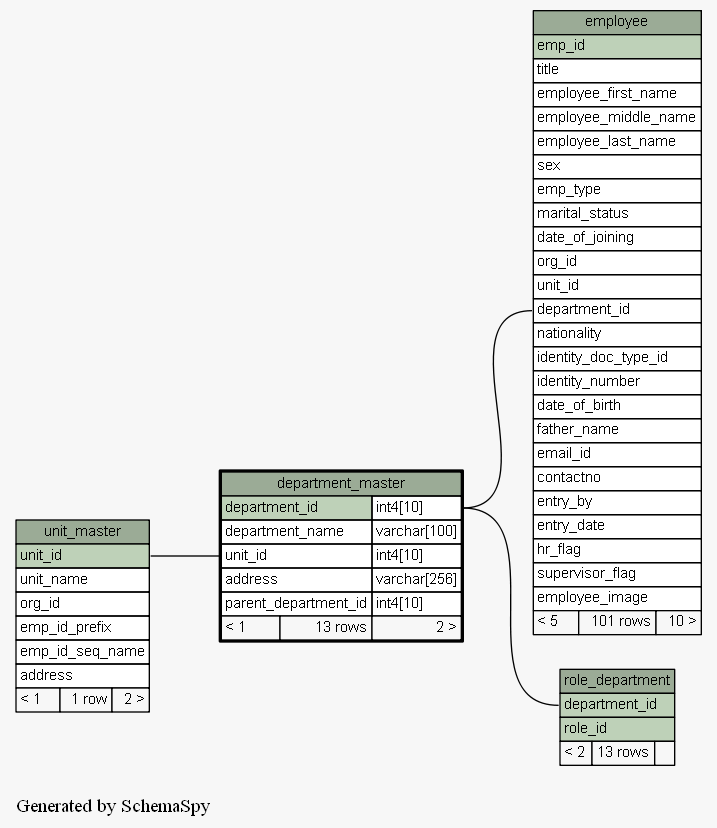 employee
emp_id
title
employee_first_name
employee_middle_name
employee_last_name
sex
emp_type
marital_status
date_of_joining
org_id
unit_id
department_id
nationality
identity_doc_type_id
identity_number
date_of_birth
father_name
email_id
contactno
entry_by
entry_date
hr_flag
supervisor_flag
employee_image
< 5 101 rows 10 >
department_master
department_id int4[10]
department_name varchar[100]
unit_id int4[10]
address varchar[256]
parent_department_id int4[10]
< 1 13 rows 2 >
unit_master
unit_id
unit_name
org_id
emp_id_prefix
emp_id_seq_name
address
< 1 1 row 2 >
role_department
department_id
role_id
< 2 13 rows
Generated by SchemaSpy